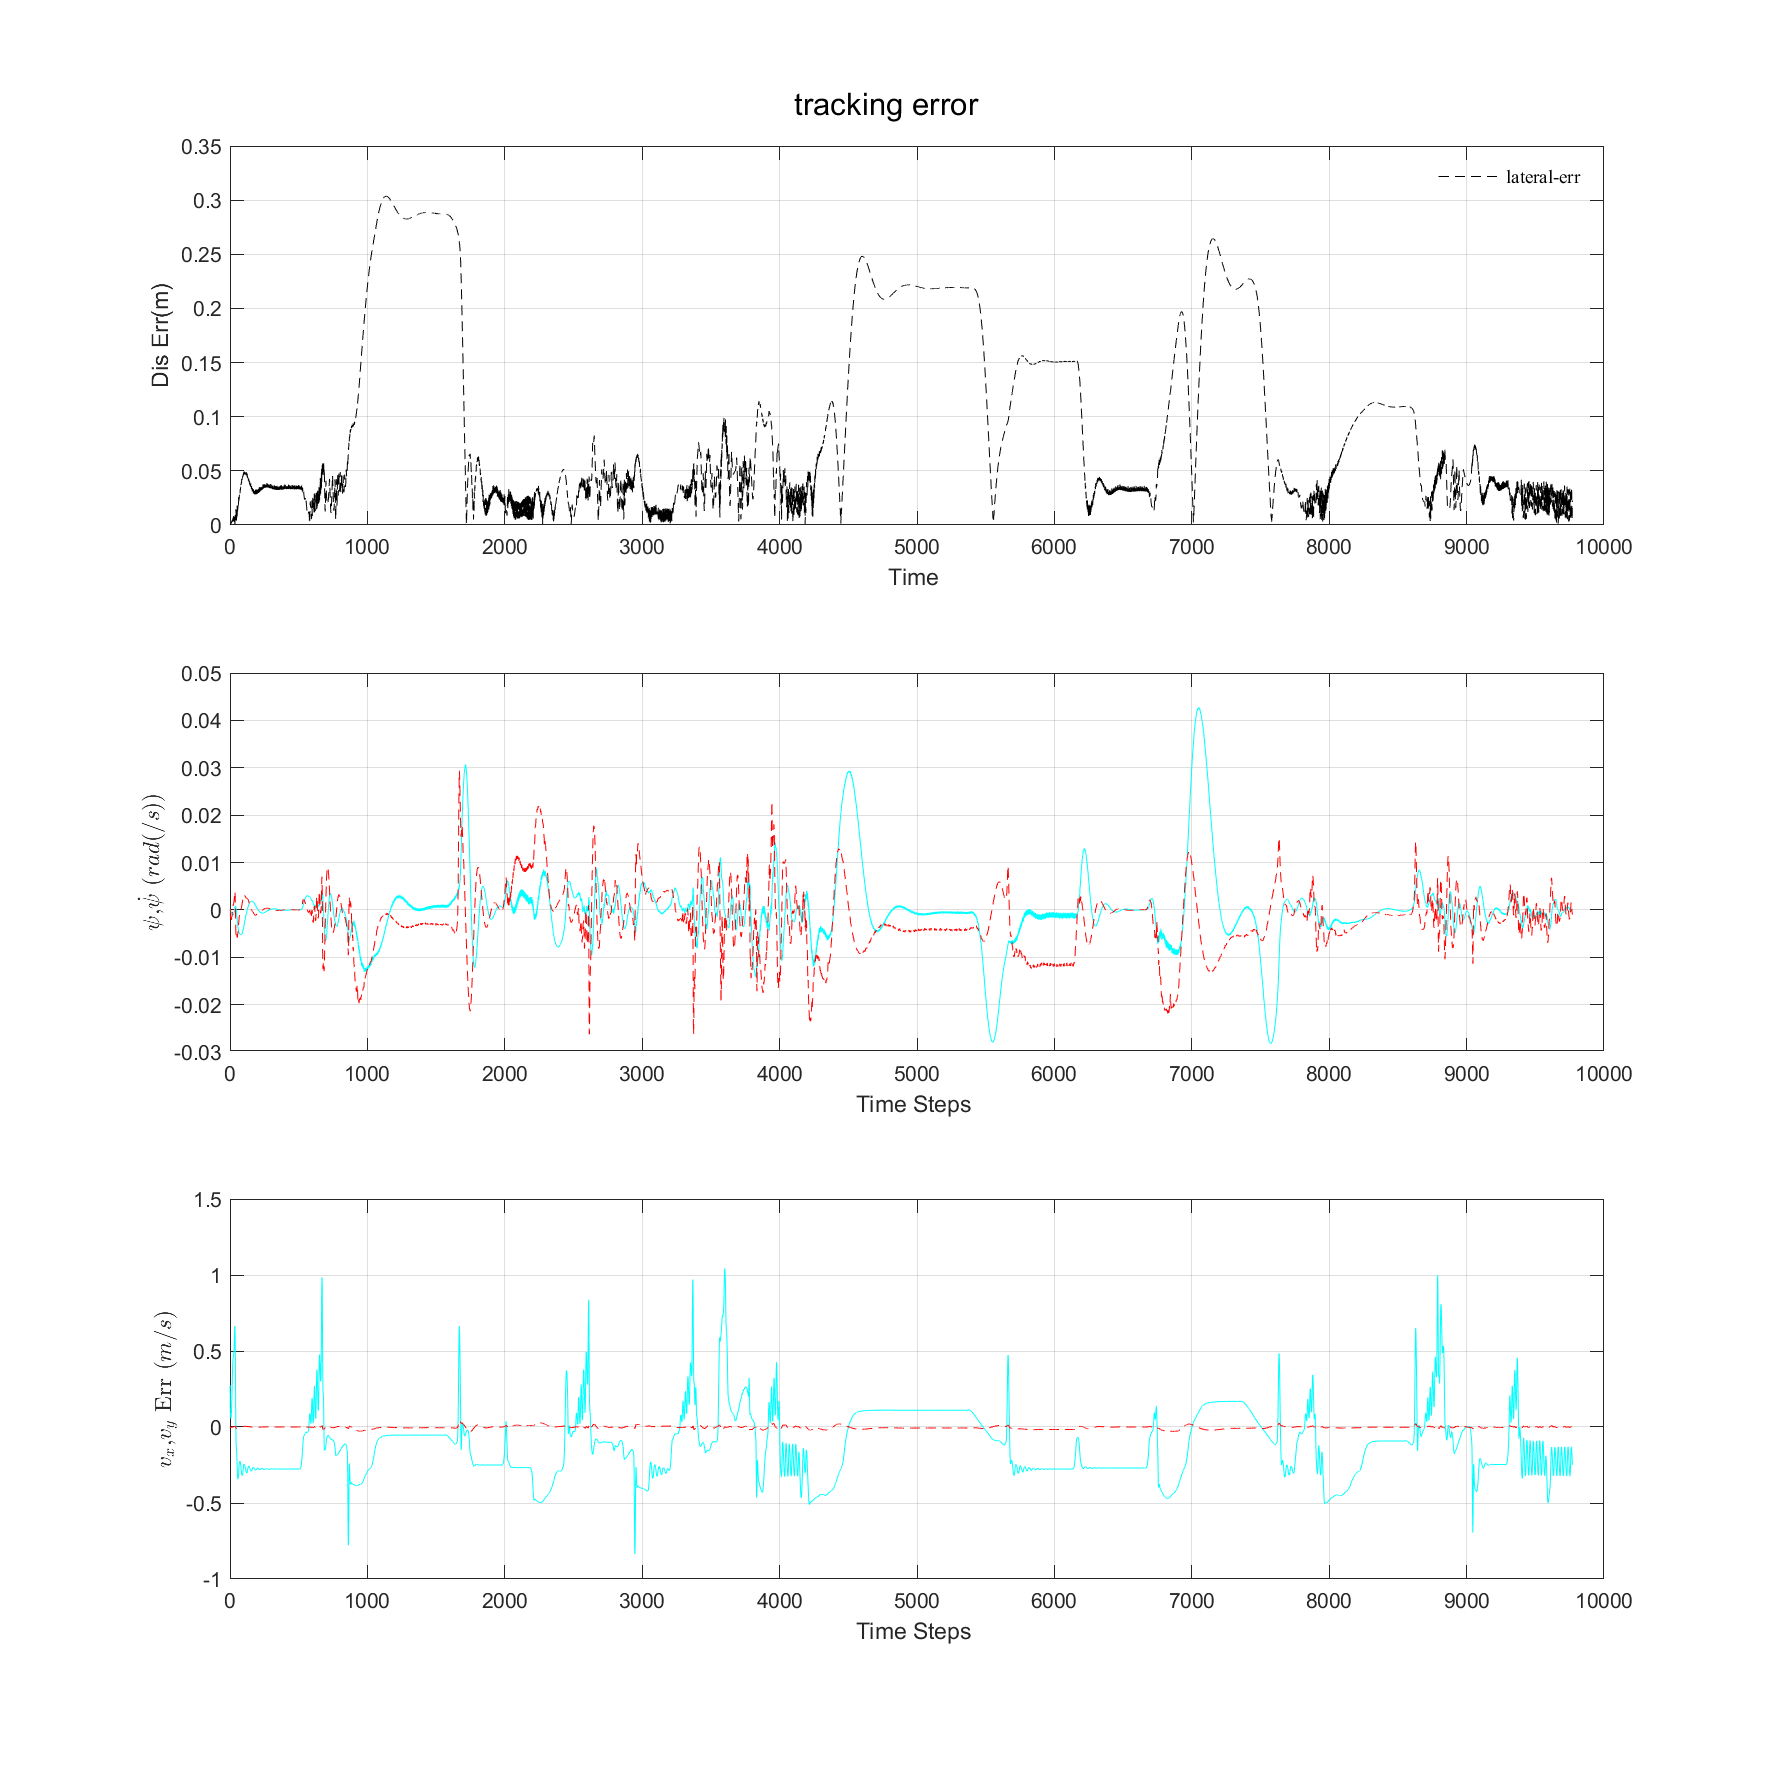 tracking error
0.35
0.3
0.25
0.2
0.15
0.1
0.05
0
Dis Err(m)
lateral-err
0 1000 2000 3000 4000 5000 6000 7000 8000 9000 10000
Time
0.05
0.04
0.03
0.02
0.01
0
-0.01
-0.02
-0.03
ψ,ψ̇ (rad(/s))
0 1000 2000 3000 4000 5000 6000 7000 8000 9000 10000
Time Steps
1.5
1
0.5
0
-0.5
-1
v_x,v_y Err (m/s)
0 1000 2000 3000 4000 5000 6000 7000 8000 9000 10000
Time Steps